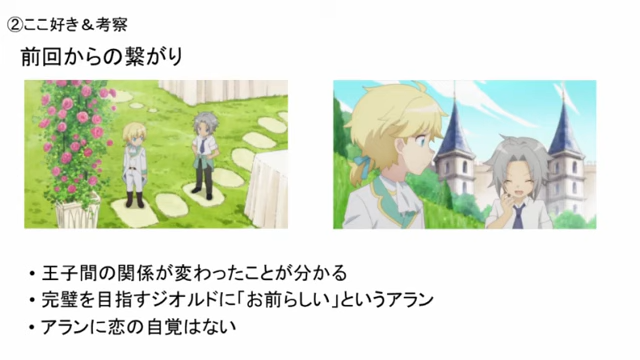 ②ここ好き＆考察
前回からの繋がり
・王子間の関係が変わったことが分かる
・完璧を目指すジオルドに「お前らしい」というアラン
・アランに恋の自覚はない